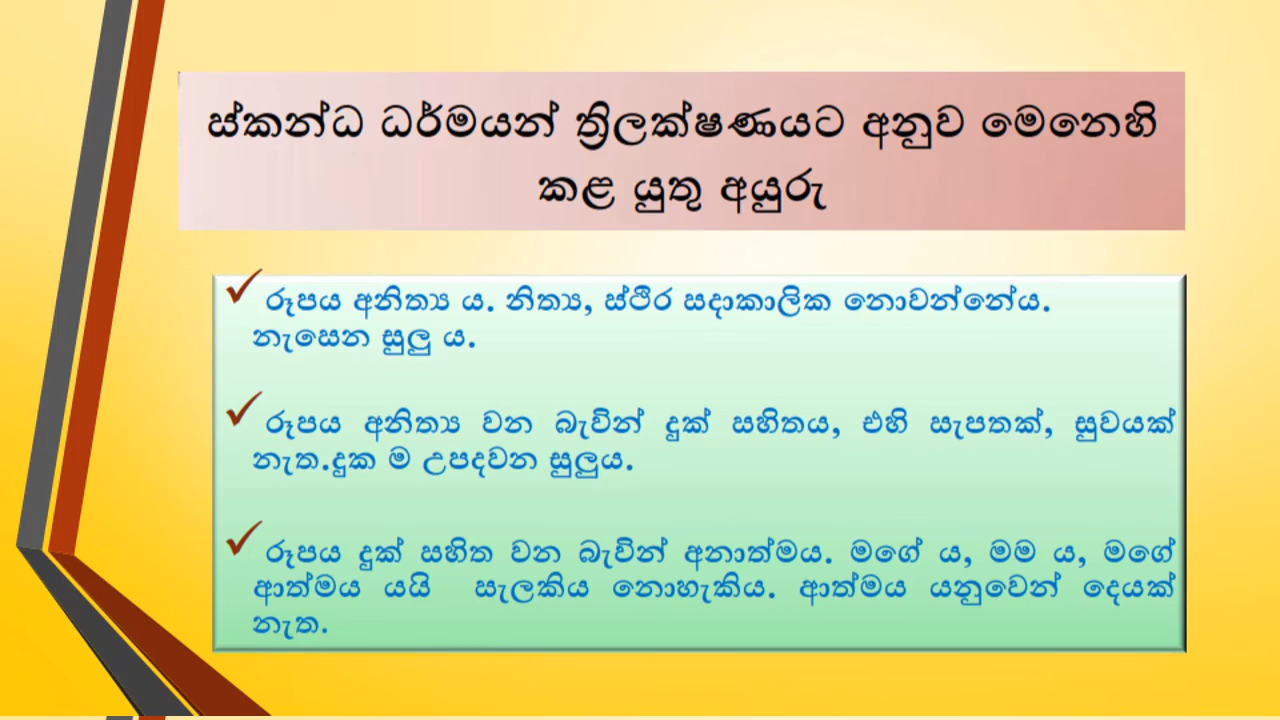 ස්කන්ධ ධර්මයන් ත්‍රිලක්ෂණයට අනුව මෙනෙහි
කළ යුතු අයුරු
රූපය අනිත්‍ය ය. නිත්‍ය, ස්ථිර සදාකාලික නොවන්නේය.
නැසෙන සුලු ය.
රූපය අනිත්‍ය වන බැවින් දුක් සහිතය, එහි සැපතක්, සුවයක්
නැත.දුක ම උපදවන සුලුය.
රූපය දුක් සහිත වන බැවින් අනාත්මය. මගේ ය, මම ය, මගේ
ආත්මය යයි සැලකිය නොහැකිය. ආත්මය යනුවෙන් දෙයක්
නැත.